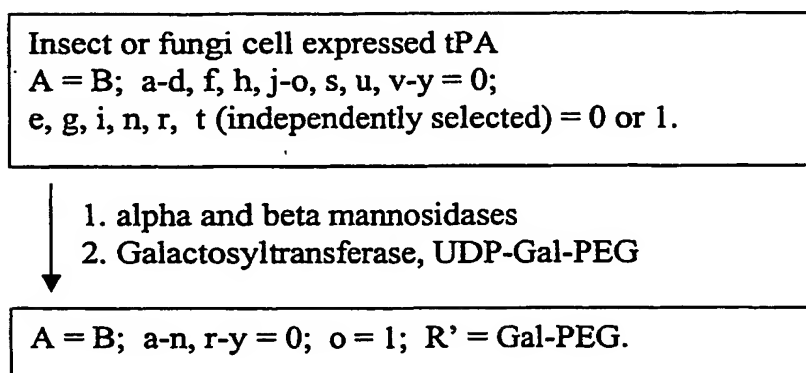 Insect or fungi cell expressed tPA
A = B; a-d, f, h, j-o, s, u, v-y = 0;
e, g, i, n, r, t (independently selected) = 0 or 1.
1. alpha and beta mannosidases
2. Galactosyltransferase, UDP-Gal-PEG
A = B; a-n, r-y = 0; o = 1; R' = Gal-PEG.